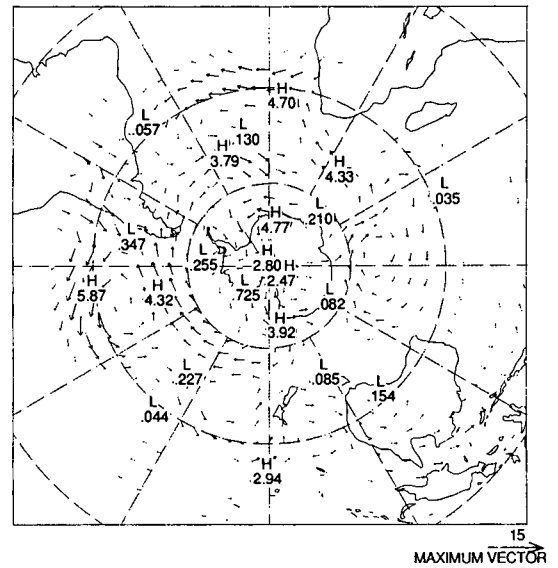 H
4.70
L
.057
L
.130
H
3.79
H
4.33
L
.035
L
.210
H
4.77
L
.347
L
.255
H
2.80
H
2.47
L
.725
H
5.87
H
4.32
L
.082
H
3.92
L
.227
L
.085
L
.154
L
.044
H
2.94
15
MAXIMUM VECTOR